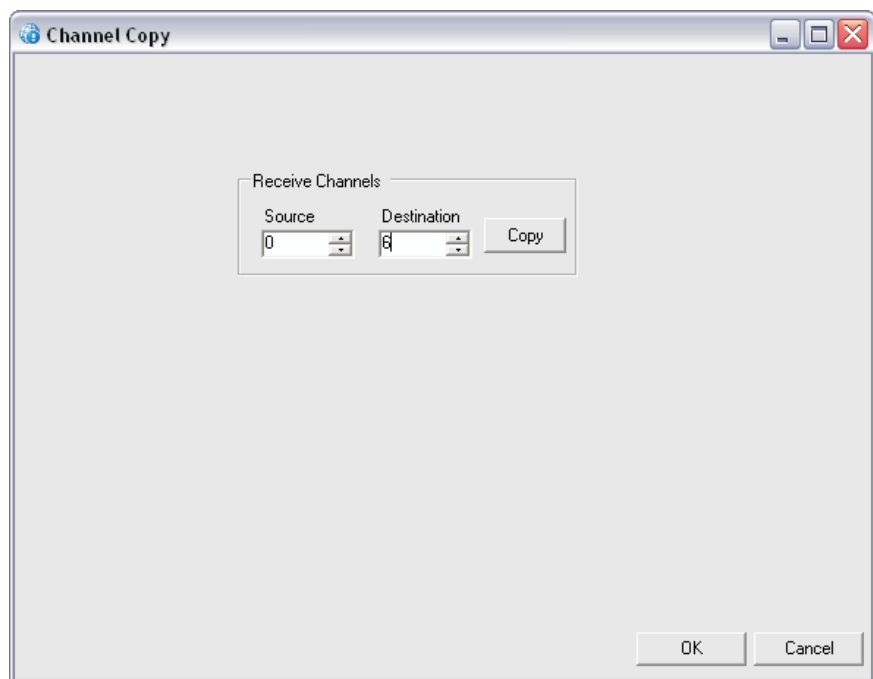 Channel Copy
Receive Channels
Source Destination
0 6 Copy
OK Cancel